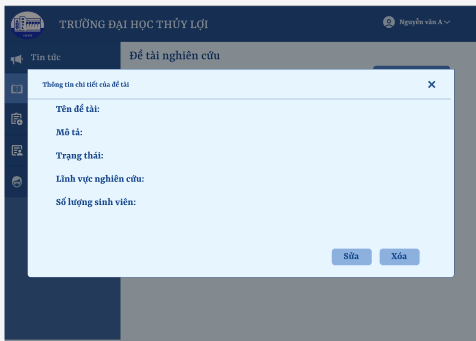 TRƯỜNG ĐẠI HỌC THỦY LỢI
Nguyễn văn A
Tin tức
Đề tài nghiên cứu
Thông tin chi tiết của đề tài
Tên đề tài:
Mô tả:
Trạng thái:
Lĩnh vực nghiên cứu:
Số lượng sinh viên:
Sửa
Xóa